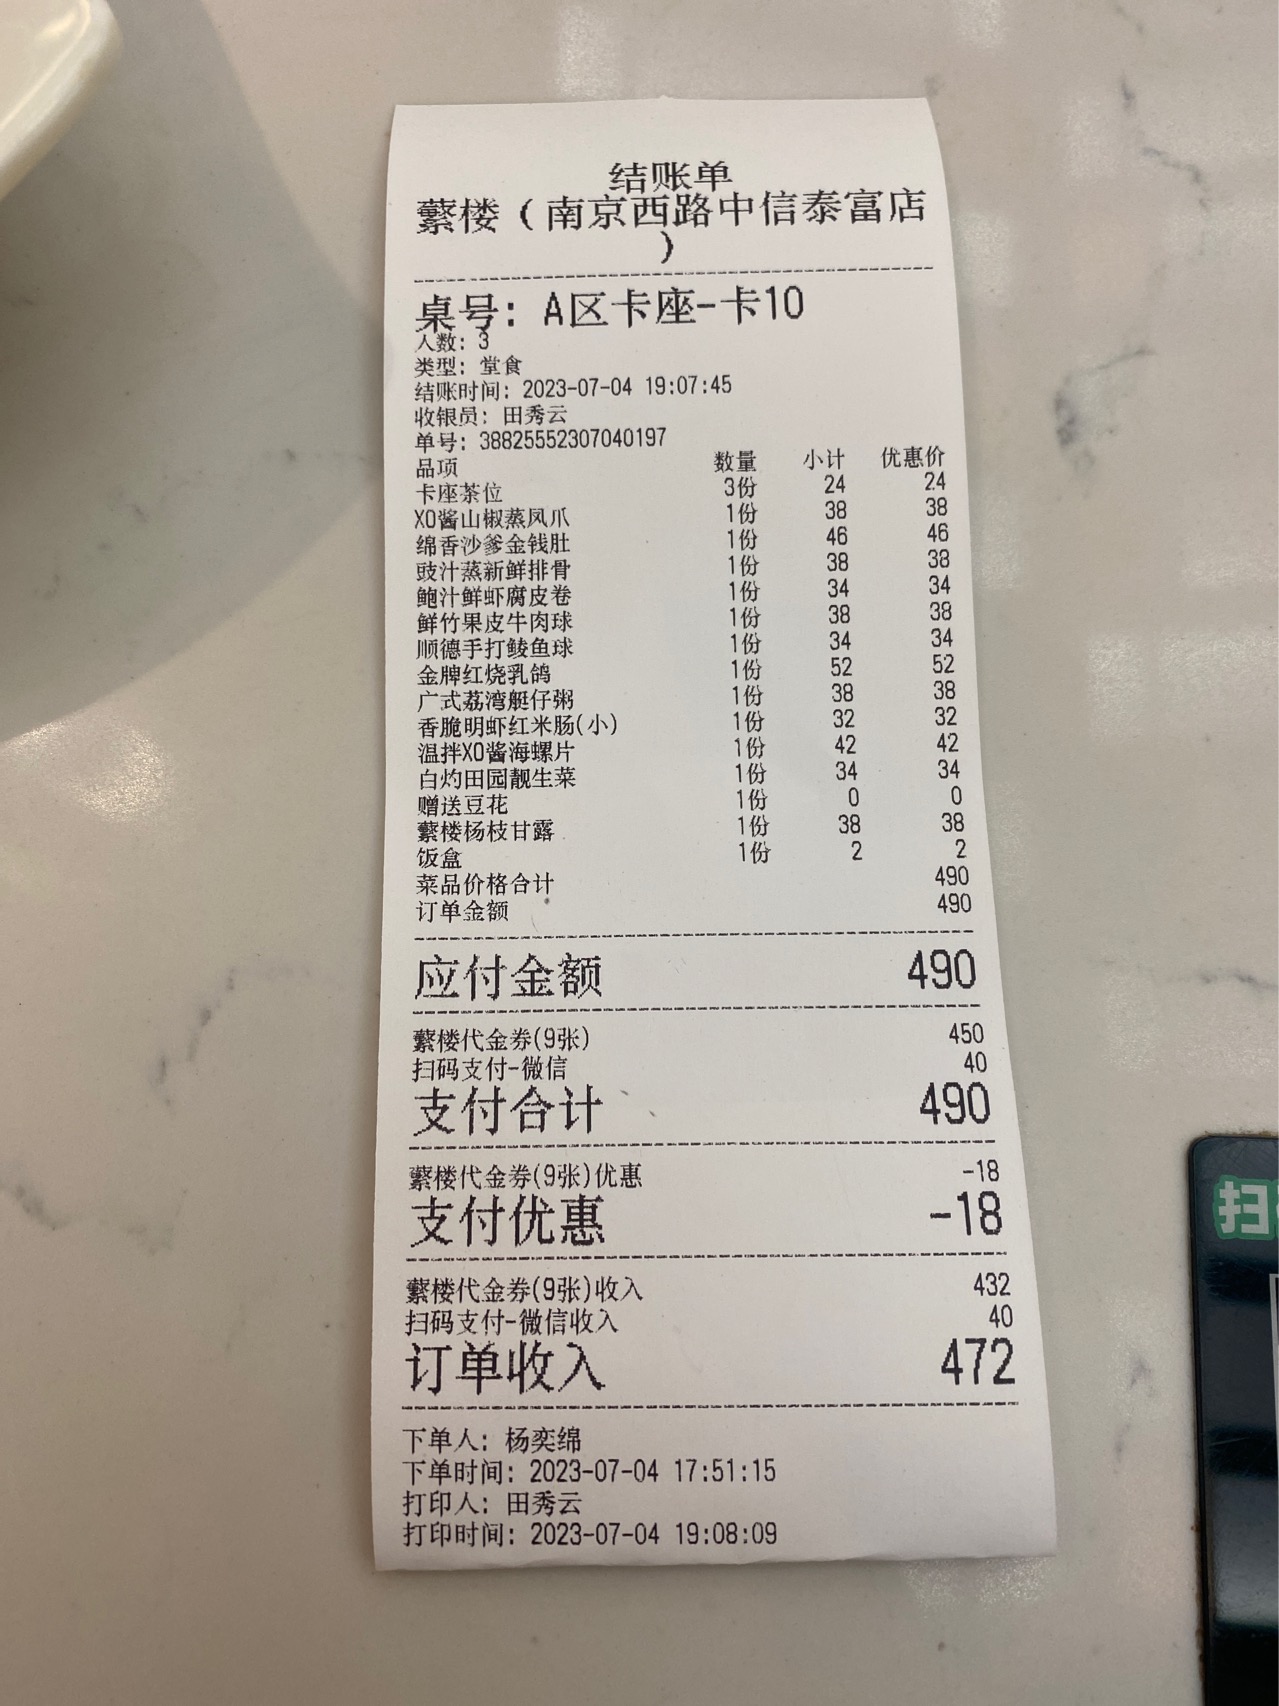 结账单
蘩楼（南京西路中信泰富店
）
桌号：A区卡座-卡10
人数：3
类型：堂食
结账时间：2023-07-04 19:07:45
收银员：田秀云
单号：38825552307040197
品项 数量 小计 优惠价
卡座茶位 3份 24 24
XO酱山椒蒸凤爪 1份 38 38
绵香沙爹金钱肚 1份 46 46
豉汁蒸新鲜排骨 1份 38 38
鲍汁鲜虾腐皮卷 1份 34 34
鲜竹果皮牛肉球 1份 38 38
顺德手打鲮鱼球 1份 34 34
金牌红烧乳鸽 1份 52 52
广式荔湾艇仔粥 1份 38 38
香脆明虾红米肠(小) 1份 32 32
温拌XO酱海螺片 1份 42 42
白灼田园靓生菜 1份 34 34
赠送豆花 1份 0 0
蘩楼杨枝甘露 1份 38 38
饭盒 1份 2 2
菜品价格合计 490
订单金额 490
应付金额 490
蘩楼代金券(9张) 450
扫码支付-微信 40
支付合计 490
蘩楼代金券(9张)优惠 -18
支付优惠 -18
蘩楼代金券(9张)收入 432
扫码支付-微信收入 40
订单收入 472
下单人：杨奕绵
下单时间：2023-07-04 17:51:15
打印人：田秀云
打印时间：2023-07-04 19:08:09
扫